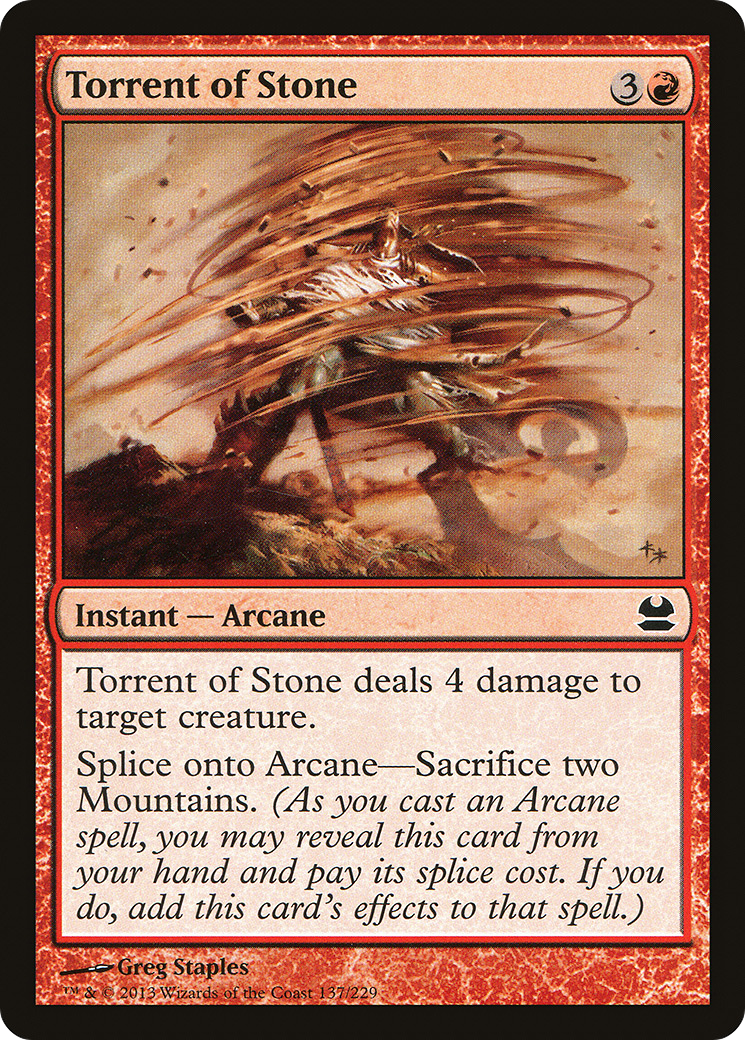 Torrent of Stone
3
Instant — Arcane
Torrent of Stone deals 4 damage to
target creature.
Splice onto Arcane—Sacrifice two
Mountains. (As you cast an Arcane
spell, you may reveal this card from
your hand and pay its splice cost. If you
do, add this card's effects to that spell.)
Greg Staples
™ & © 2013 Wizards of the Coast 137/229